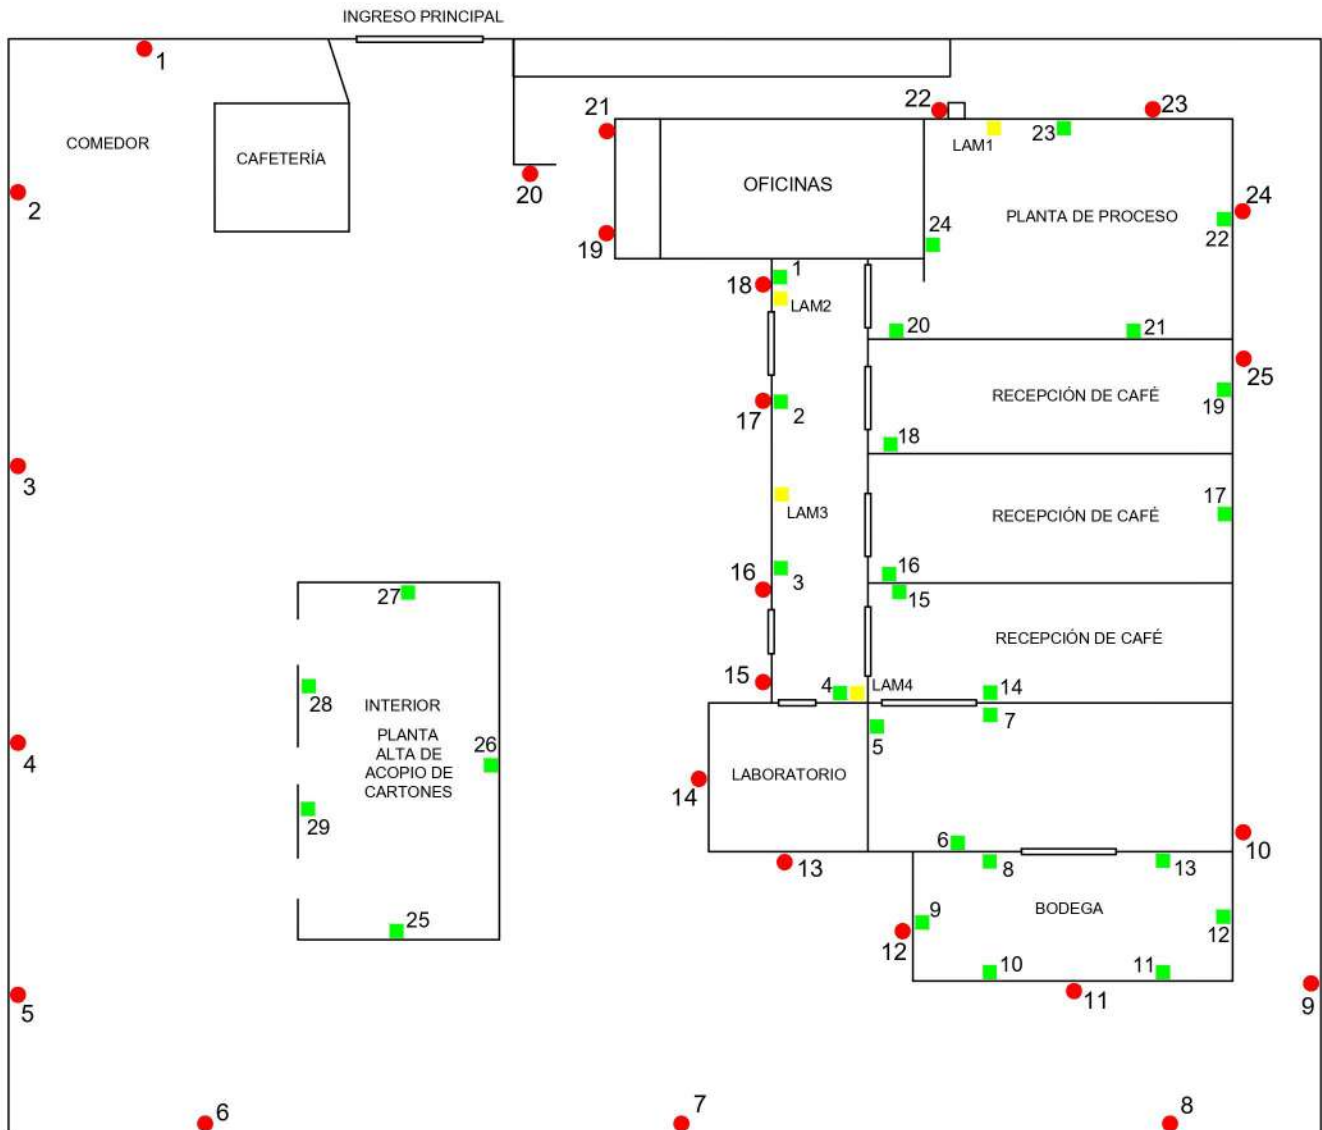 INGRESO PRINCIPAL
1
COMEDOR
CAFETERÍA
2
20
21
19
OFICINAS
22
LAM1
23
23
24
PLANTA DE PROCESO
22
24
1
18
LAM2
20
21
25
17
2
RECEPCIÓN DE CAFÉ
19
18
3
LAM3
RECEPCIÓN DE CAFÉ
17
16
3
16
15
27
RECEPCIÓN DE CAFÉ
15
4
LAM4
14
28
INTERIOR
PLANTA
ALTA DE
ACOPIO DE
CARTONES
26
7
5
4
LABORATORIO
14
29
6
10
13
8
13
25
9
BODEGA
12
12
10
11
11
5
9
6
7
8